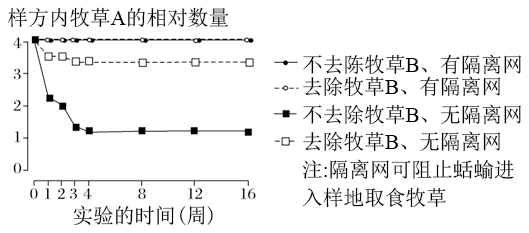 样方内牧草A的相对数量
4
3
2
1
0
0 1 2 3 4 8 12 16
实验的时间(周)
不去陈牧草B、有隔离网
去除牧草B、有隔离网
不去除牧草B、无隔离网
去除牧草B、无隔离网
注:隔离网可阻止蛞蝓进
入样地取食牧草